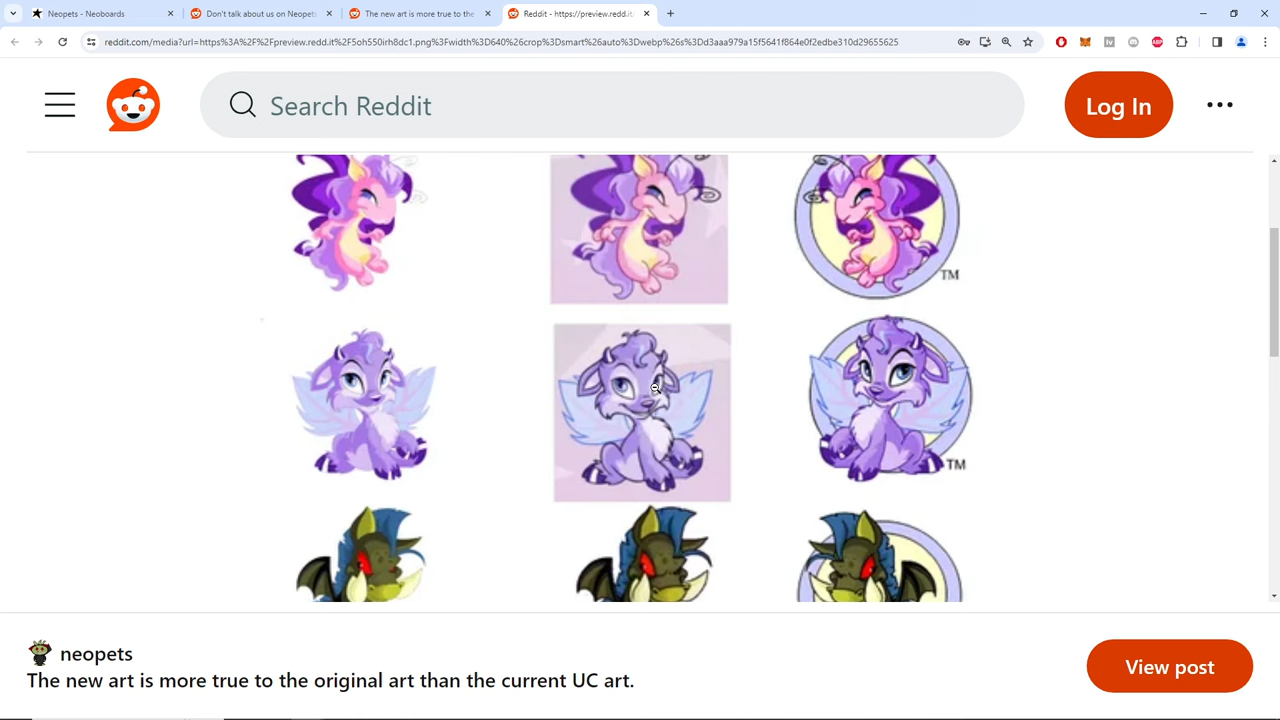 Neopets - Neoboards
Don't talk about us on Neopets
The new art is more true to the
Reddit - https://preview.redd.it/
reddit.com/media?url=https%3A%2F%2Fpreview.redd.it%2F5oh550irh8dc1.png%3Fwidth%3D640%26crop%3Dsmart%26auto%3Dwebp%26s%3Dd3aaa979a15f5641f864e0f2edbe310d29655625
Search Reddit
Log In
TM
TM
neopets
The new art is more true to the original art than the current UC art.
View post